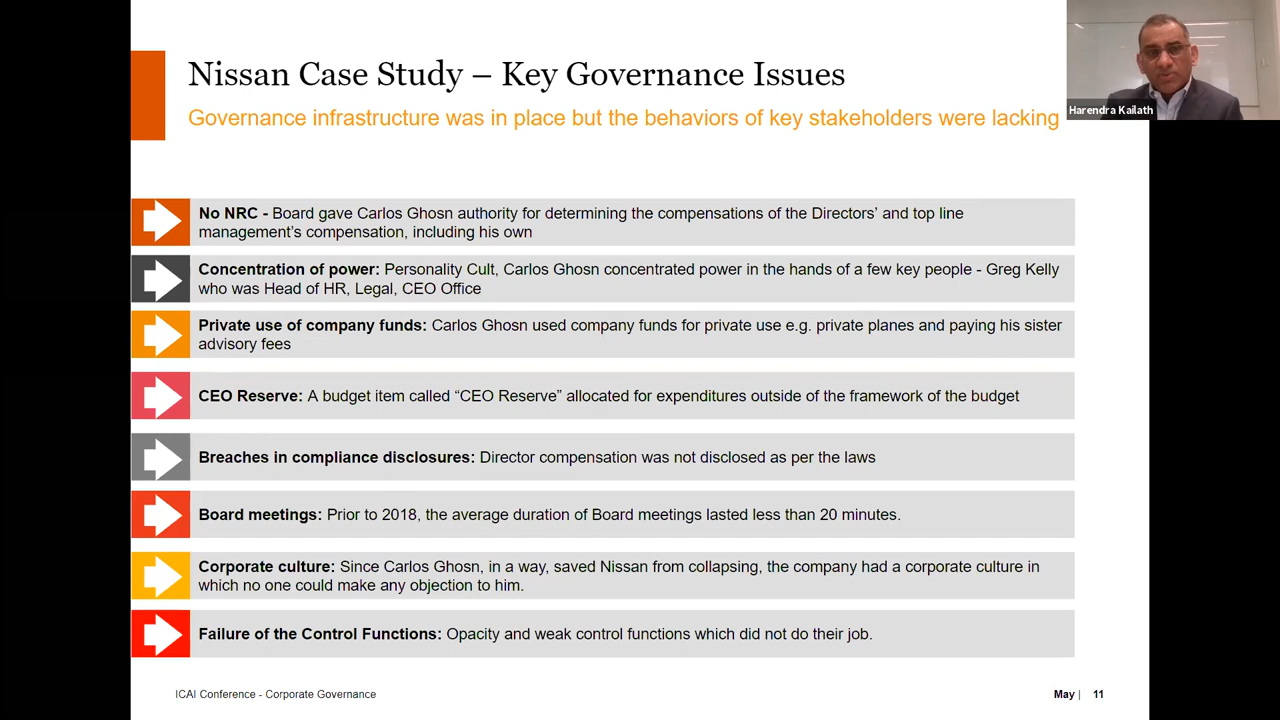 Nissan Case Study – Key Governance Issues
Governance infrastructure was in place but the behaviors of key stakeholders were lacking
Harendra Kailath
No NRC - Board gave Carlos Ghosn authority for determining the compensations of the Directors' and top line
management's compensation, including his own
Concentration of power: Personality Cult, Carlos Ghosn concentrated power in the hands of a few key people - Greg Kelly
who was Head of HR, Legal, CEO Office
Private use of company funds: Carlos Ghosn used company funds for private use e.g. private planes and paying his sister
advisory fees
CEO Reserve: A budget item called “CEO Reserve” allocated for expenditures outside of the framework of the budget
Breaches in compliance disclosures: Director compensation was not disclosed as per the laws
Board meetings: Prior to 2018, the average duration of Board meetings lasted less than 20 minutes.
Corporate culture: Since Carlos Ghosn, in a way, saved Nissan from collapsing, the company had a corporate culture in
which no one could make any objection to him.
Failure of the Control Functions: Opacity and weak control functions which did not do their job.
ICAI Conference - Corporate Governance
May | 11